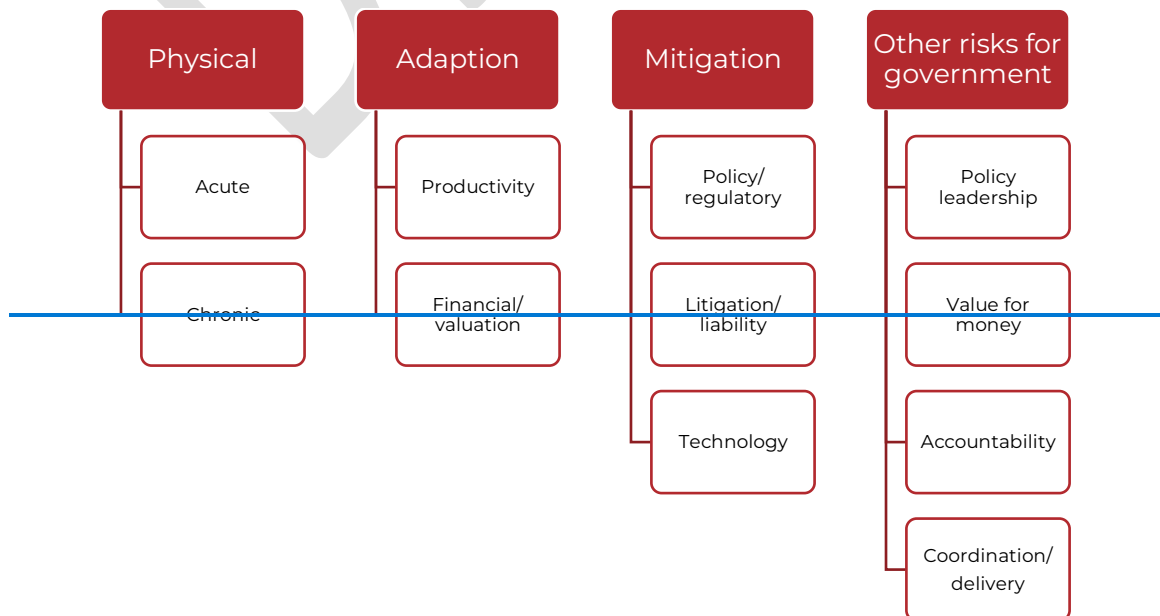 Physical
Acute
Chronic
Adaption
Productivity
Financial/
valuation
Mitigation
Policy/
regulatory
Litigation/
liability
Technology
Other risks for
government
Policy
leadership
Value for
money
Accountability
Coordination/
delivery